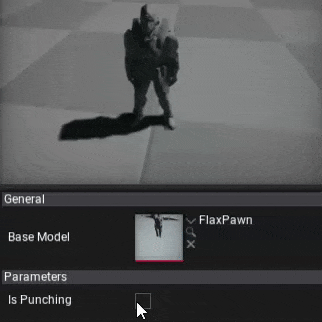 General
Base Model
FlaxPawn
Parameters
Is Punching